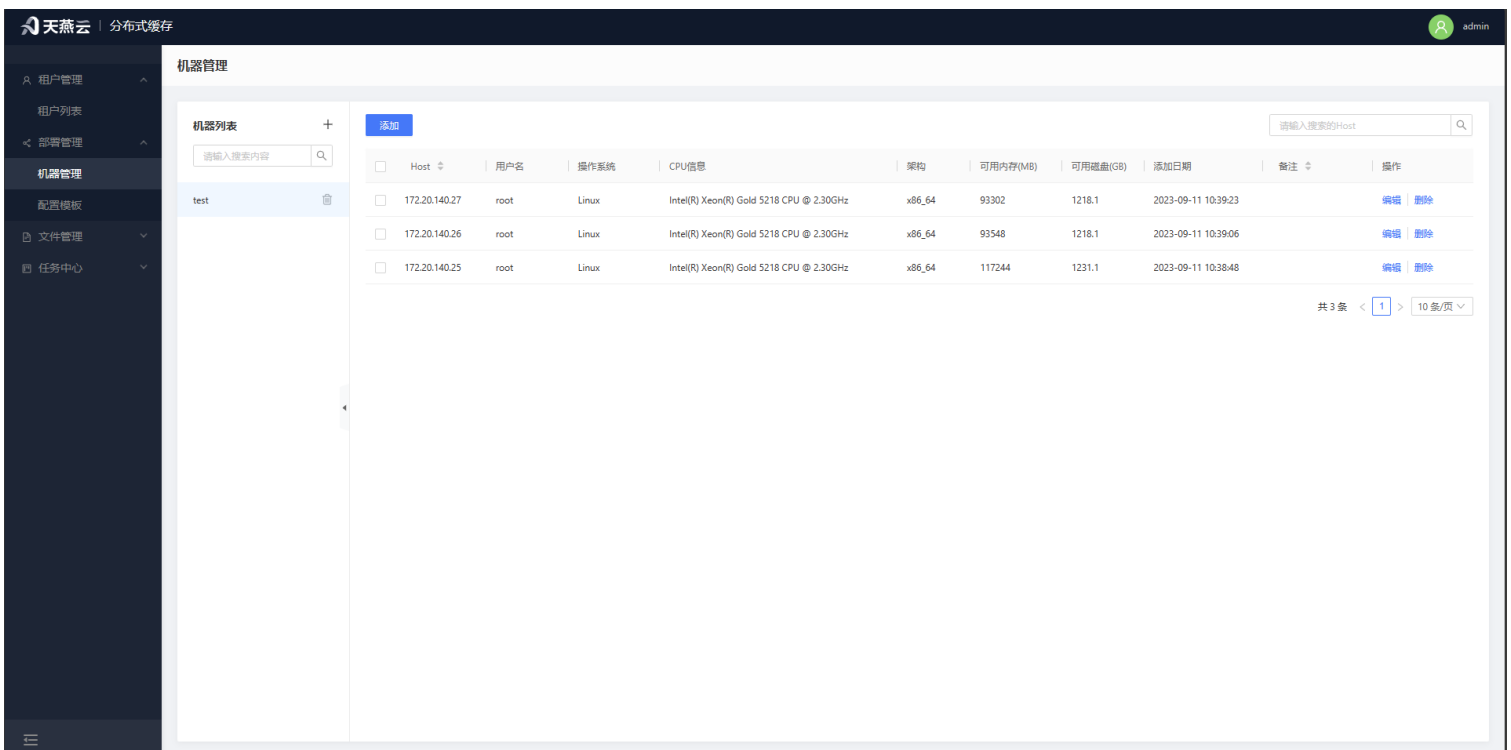 天燕云 | 分布式缓存
admin
租户管理
租户列表
部署管理
机器管理
配置模板
文件管理
任务中心
机器管理
机器列表
请输入搜索内容
test
添加
请输入搜索的Host
Host 用户名 操作系统 CPU信息 架构 可用内存(MB) 可用磁盘(GB) 添加日期 备注 操作
172.20.140.27 root Linux Intel(R) Xeon(R) Gold 5218 CPU @ 2.30GHz x86_64 93302 1218.1 2023-09-11 10:39:23 编辑 删除
172.20.140.26 root Linux Intel(R) Xeon(R) Gold 5218 CPU @ 2.30GHz x86_64 93548 1218.1 2023-09-11 10:39:06 编辑 删除
172.20.140.25 root Linux Intel(R) Xeon(R) Gold 5218 CPU @ 2.30GHz x86_64 117244 1231.1 2023-09-11 10:38:48 编辑 删除
共 3 条 < 1 > 10 条/页